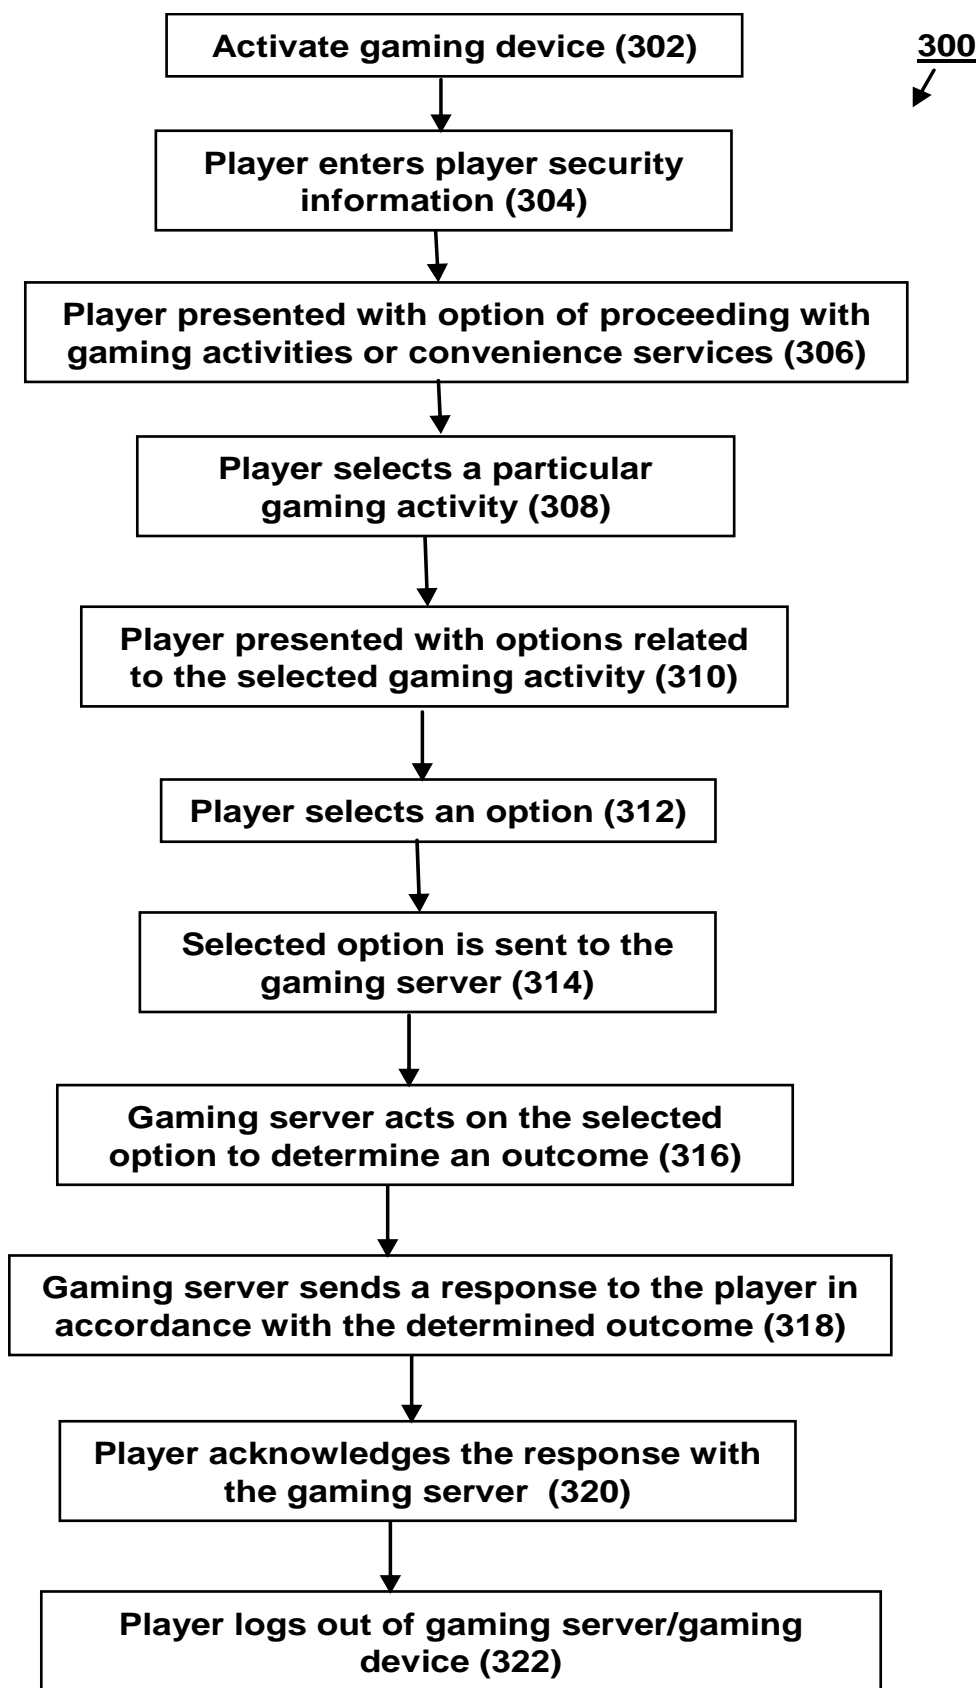 Activate gaming device (302)
300
Player enters player security
information (304)
Player presented with option of proceeding with
gaming activities or convenience services (306)
Player selects a particular
gaming activity (308)
Player presented with options related
to the selected gaming activity (310)
Player selects an option (312)
Selected option is sent to the
gaming server (314)
Gaming server acts on the selected
option to determine an outcome (316)
Gaming server sends a response to the player in
accordance with the determined outcome (318)
Player acknowledges the response with
the gaming server (320)
Player logs out of gaming server/gaming
device (322)